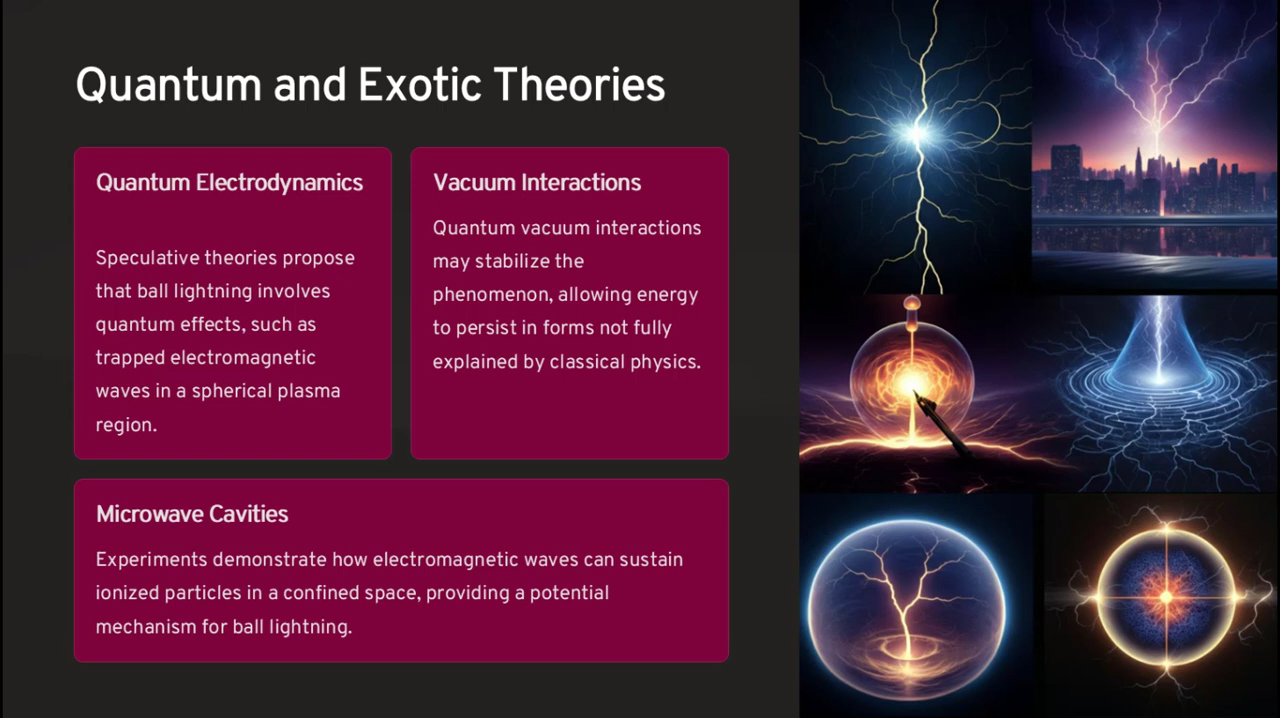 Quantum and Exotic Theories
Quantum Electrodynamics
Speculative theories propose
that ball lightning involves
quantum effects, such as
trapped electromagnetic
waves in a spherical plasma
region.
Vacuum Interactions
Quantum vacuum interactions
may stabilize the
phenomenon, allowing energy
to persist in forms not fully
explained by classical physics.
Microwave Cavities
Experiments demonstrate how electromagnetic waves can sustain
ionized particles in a confined space, providing a potential
mechanism for ball lightning.